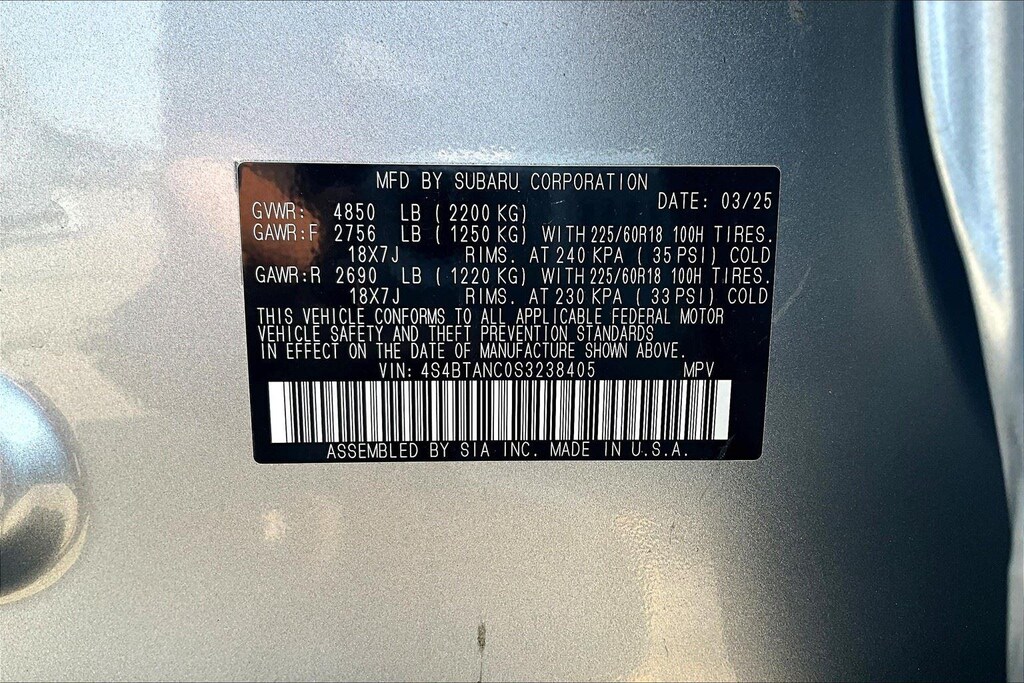 MFD BY SUBARU CORPORATION
DATE: 03/25
GVWR: 4850 LB ( 2200 KG)
GAWR:F 2756 LB ( 1250 KG) WITH 225/60R18 100H TIRES.
18X7J RIMS. AT 240 KPA ( 35 PSI) COLD
GAWR:R 2690 LB ( 1220 KG) WITH 225/60R18 100H TIRES.
18X7J RIMS. AT 230 KPA ( 33 PSI) COLD
THIS VEHICLE CONFORMS TO ALL APPLICABLE FEDERAL MOTOR
VEHICLE SAFETY AND THEFT PREVENTION STANDARDS
IN EFFECT ON THE DATE OF MANUFACTURE SHOWN ABOVE.
VIN: 4S4BTANC0S3238405 MPV
ASSEMBLED BY SIA INC. MADE IN U.S.A.